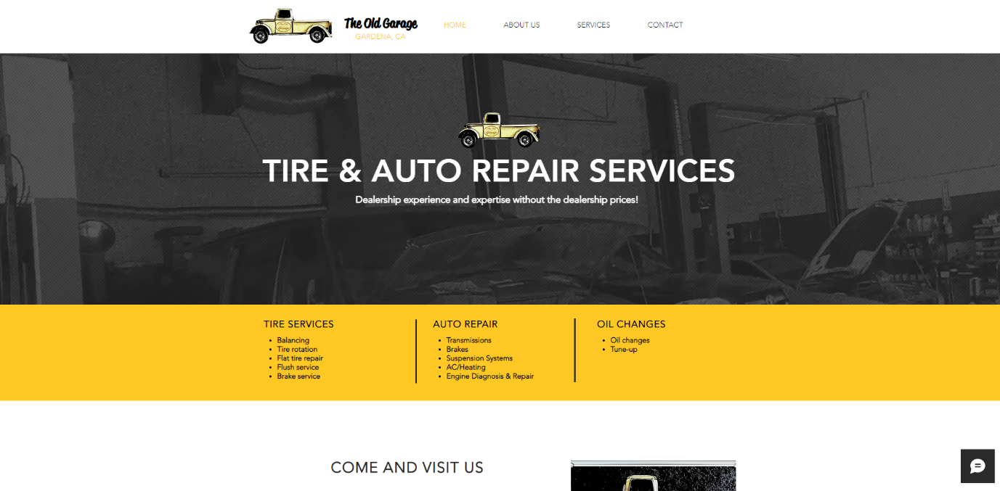 The Old Garage
GARDENA, CA
HOME
ABOUT US
SERVICES
CONTACT
TIRE & AUTO REPAIR SERVICES
Dealership experience and expertise without the dealership prices!
TIRE SERVICES
Balancing
Tire rotation
Flat tire repair
Flush service
Brake service
AUTO REPAIR
Transmissions
Brakes
Suspension Systems
AC/Heating
Engine Diagnosis & Repair
OIL CHANGES
Oil changes
Tune-up
COME AND VISIT US